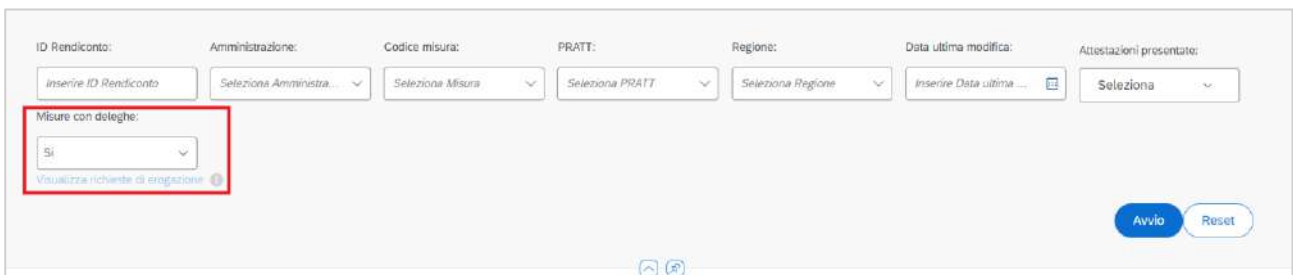 ID Rendiconto: Amministrazione: Codice misura: PRATT: Regione: Data ultima modifica: Attestazioni presentate:
Inserire ID Rendiconto Seleziona Amministra... Seleziona Misura Seleziona PRATT Seleziona Regione Inserire Data ultima ... Seleziona
Misure con deleghe:
Si
Visualizza richieste di erogazione
Avvio Reset